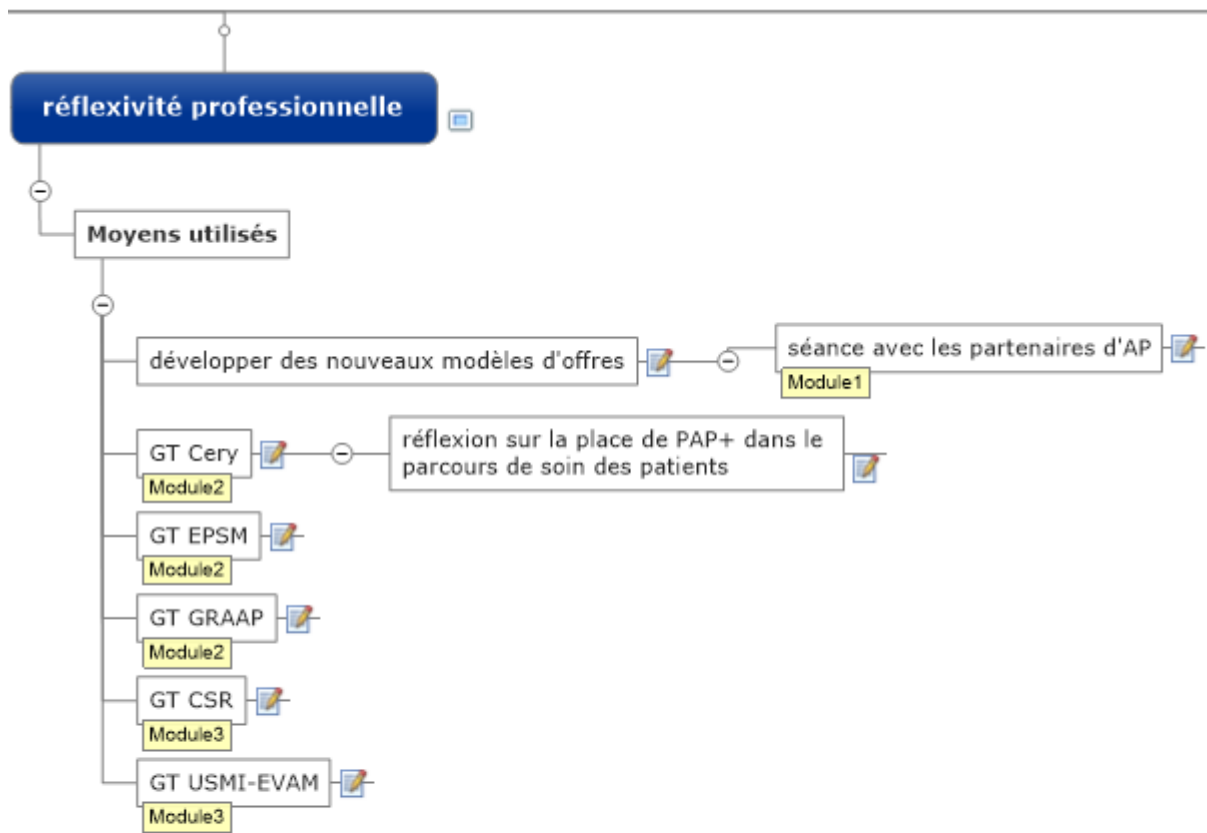 réflexivité professionnelle
Moyens utilisés
développer des nouveaux modèles d'offres
séance avec les partenaires d'AP
Module1
GT Cery
Module2
réflexion sur la place de PAP+ dans le
parcours de soin des patients
GT EPSM
Module2
GT GRAAP
Module2
GT CSR
Module3
GT USMI-EVAM
Module3